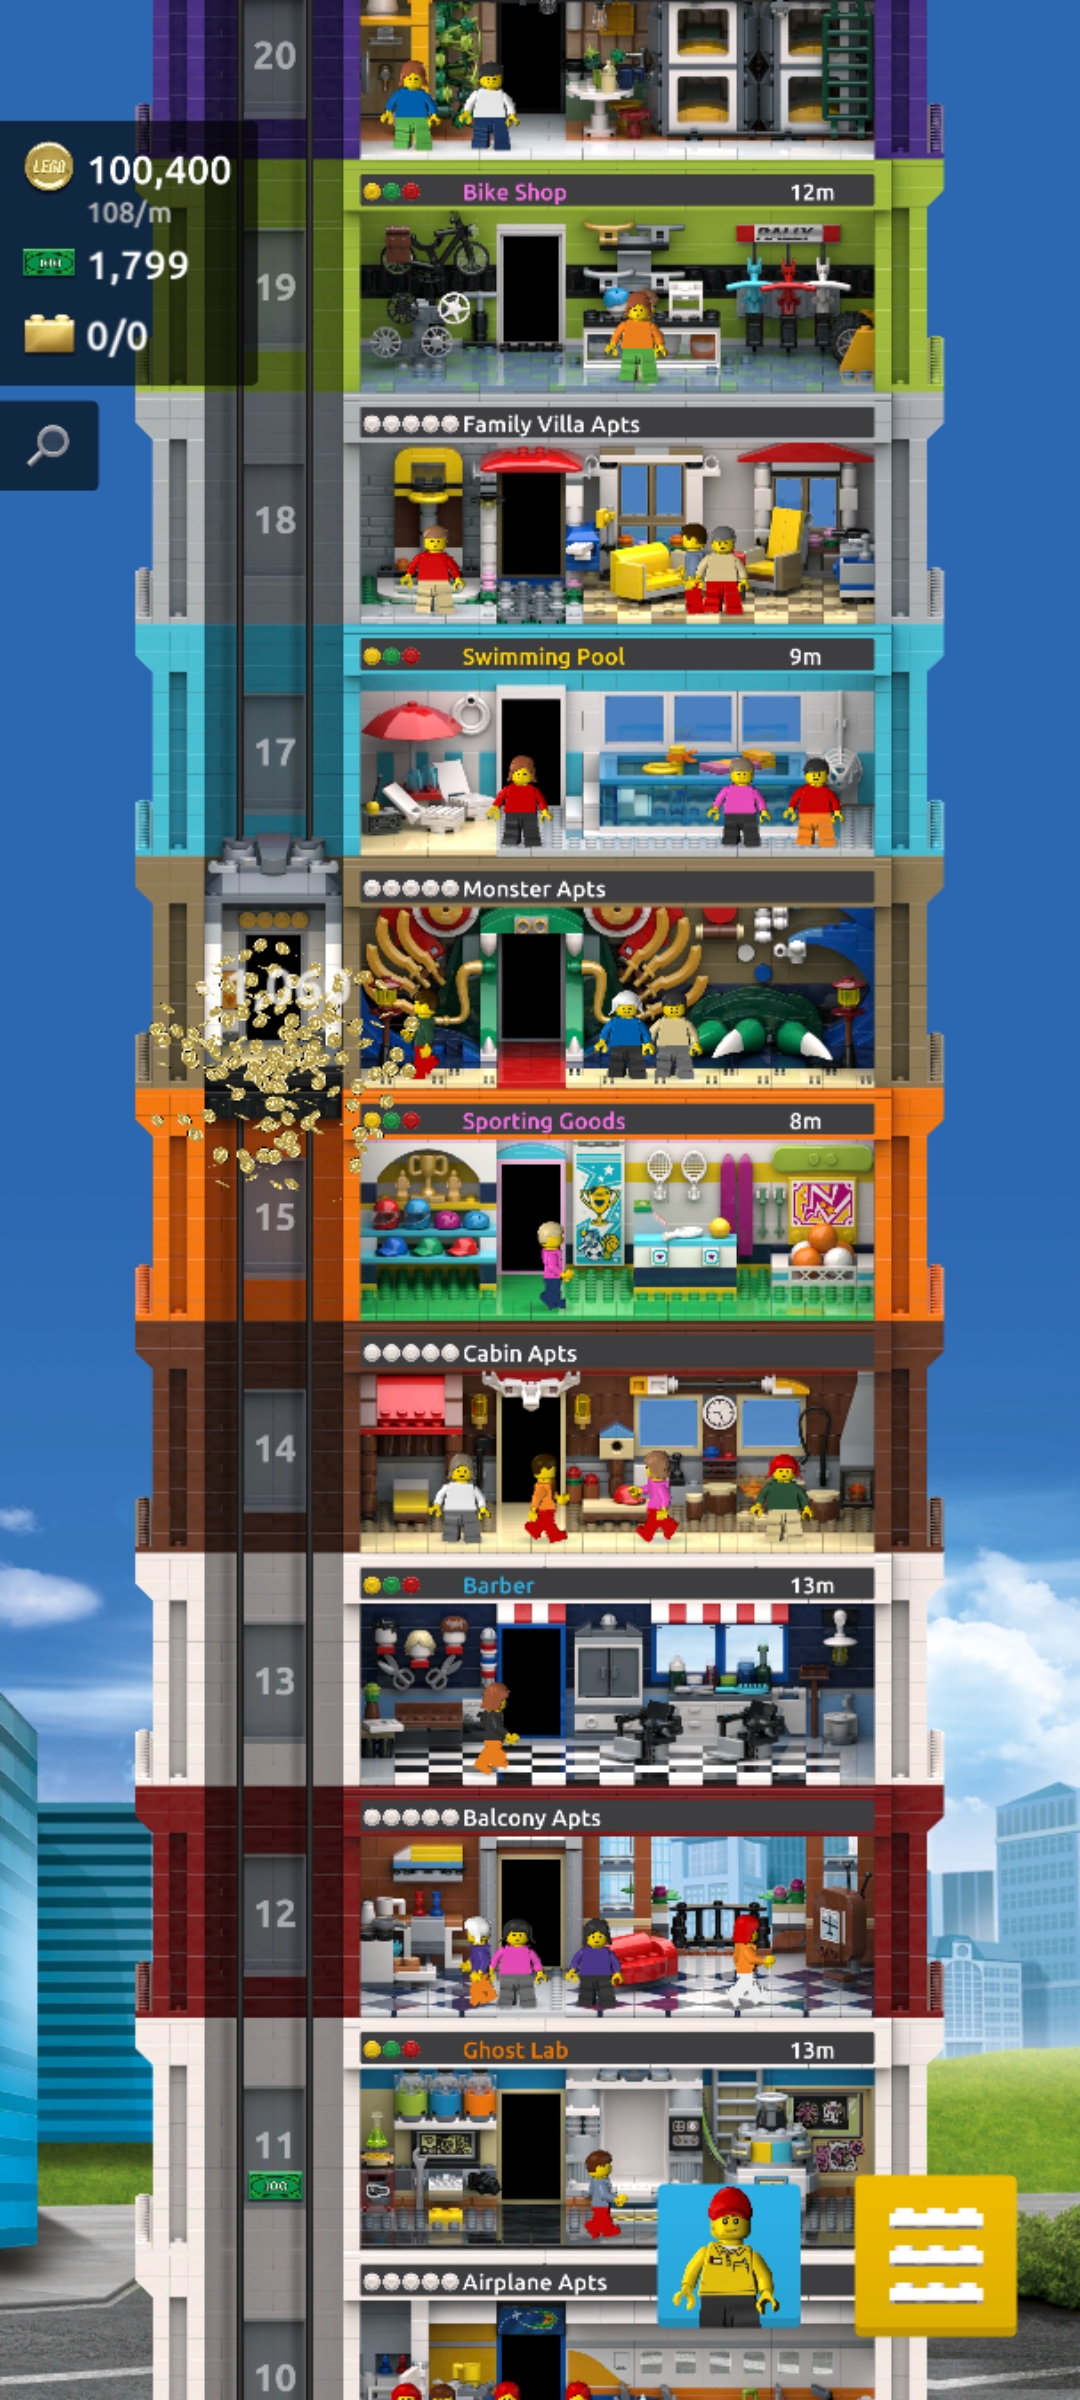 20
LEGO 100,400
108/m
100 1,799
0/0
Bike Shop 12m
RALLY
19
Family Villa Apts
18
Swimming Pool 9m
17
Monster Apts
1,069
Sporting Goods 8m
15
Cabin Apts
14
Barber 13m
13
Balcony Apts
12
Ghost Lab 13m
11
100
Airplane Apts
10